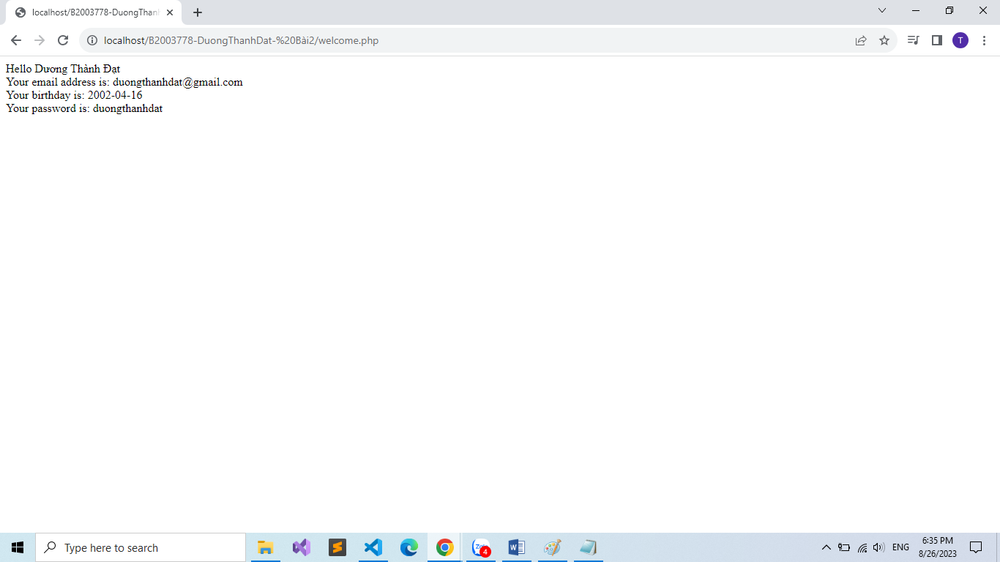 localhost/B2003778-DuongThanh
localhost/B2003778-DuongThanhDat-%20Bài2/welcome.php
T
Hello Dương Thành Đạt
Your email address is: duongthanhdat@gmail.com
Your birthday is: 2002-04-16
Your password is: duongthanhdat
Type here to search
Zalo
4
W
ENG
6:35 PM
8/26/2023